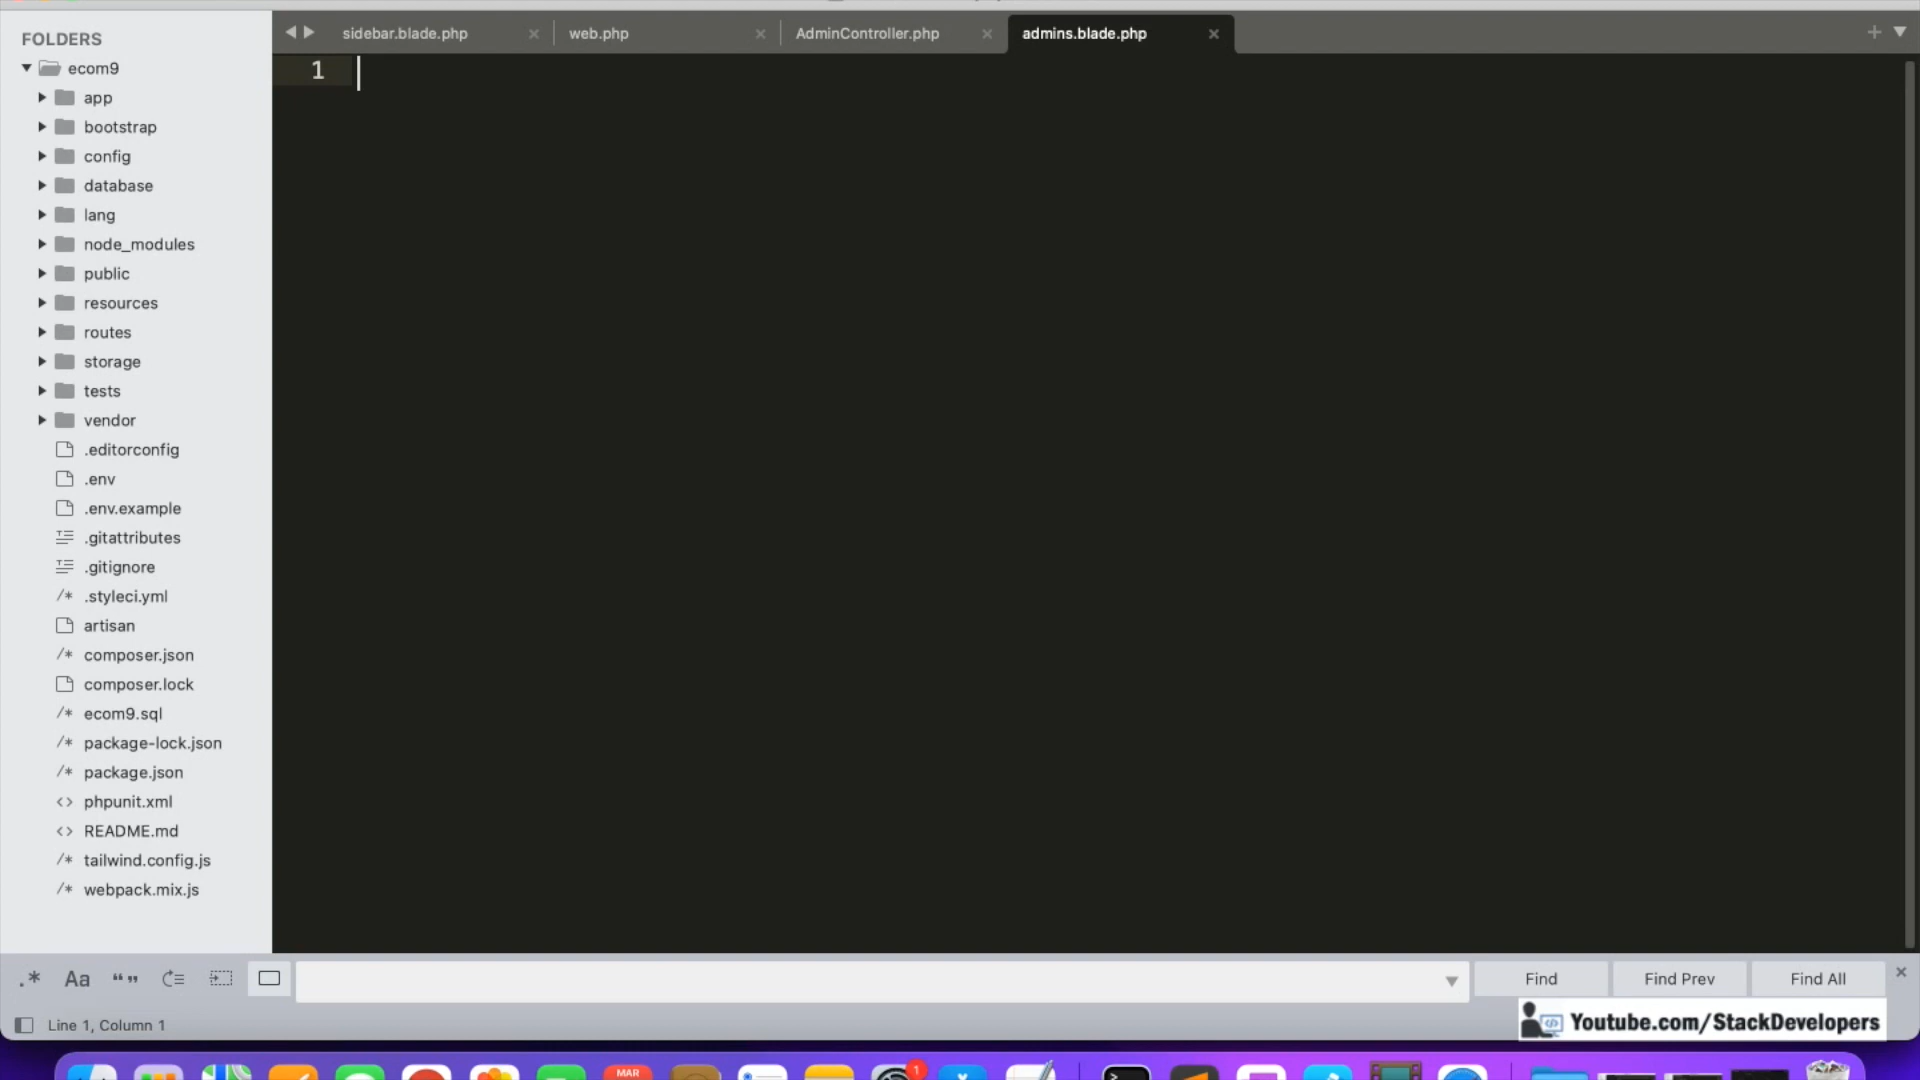 FOLDERS
ecom9
app
bootstrap
config
database
lang
node_modules
public
resources
routes
storage
tests
vendor
.editorconfig
.env
.env.example
.gitattributes
.gitignore
.styleci.yml
artisan
composer.json
composer.lock
ecom9.sql
package-lock.json
package.json
phpunit.xml
README.md
tailwind.config.js
webpack.mix.js
sidebar.blade.php
web.php
AdminController.php
admins.blade.php
1
.* Aa “ ”
Find
Find Prev
Find All
Line 1, Column 1
Youtube.com/StackDevelopers
MAR
1